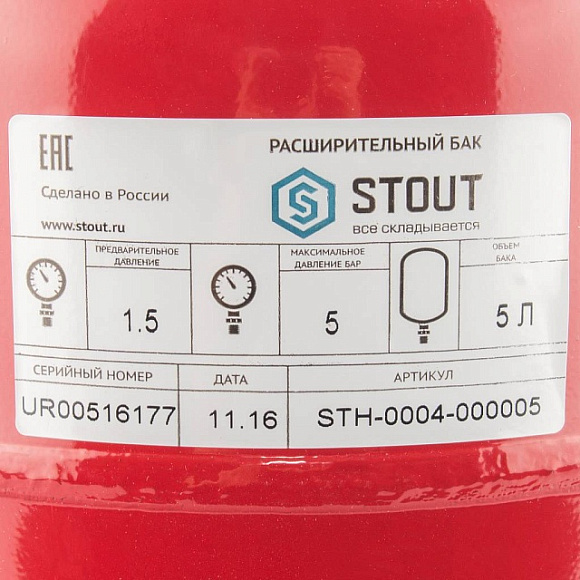 EAC
РАСШИРИТЕЛЬНЫЙ БАК
Сделано в России
S STOUT
все складывается
www.stout.ru
ПРЕДВАРИТЕЛЬНОЕ
ДАВЛЕНИЕ
1.5
МАКСИМАЛЬНОЕ
ДАВЛЕНИЕ БАР
5
ОБЪЕМ
БАКА
5 Л
СЕРИЙНЫЙ НОМЕР
ДАТА
АРТИКУЛ
UR00516177
11.16
STH-0004-000005